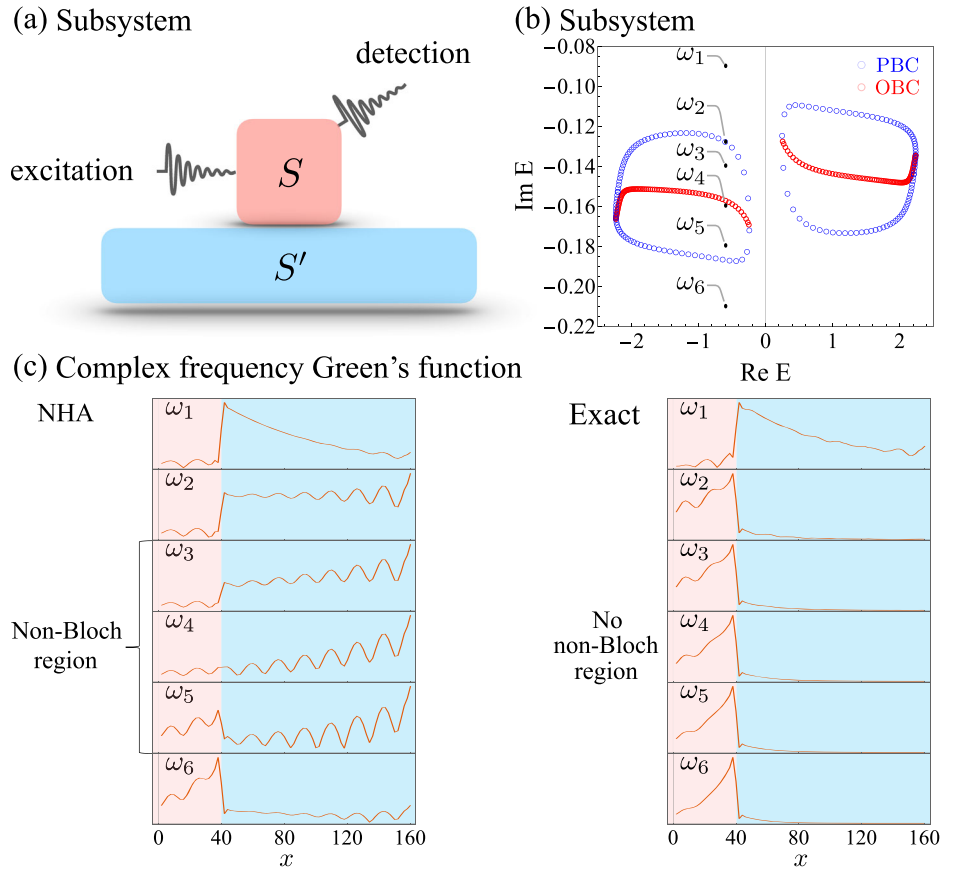 (a) Subsystem
detection
excitation
S
S′
(b) Subsystem
Im E
−0.08
−0.12
−0.14
−0.16
−0.18
−0.20
−0.22
ω1
ω2
ω3
ω4
ω5
ω6
PBC
OBC
−2 −1 0 1 2
Re E
(c) Complex frequency Green's function
NHA
ω1
ω2
ω3
ω4
ω5
ω6
Non-Bloch
region
0 40 80 120 160
x
Exact
ω1
ω2
ω3
ω4
ω5
ω6
No
non-Bloch
region
0 40 80 120 160
x